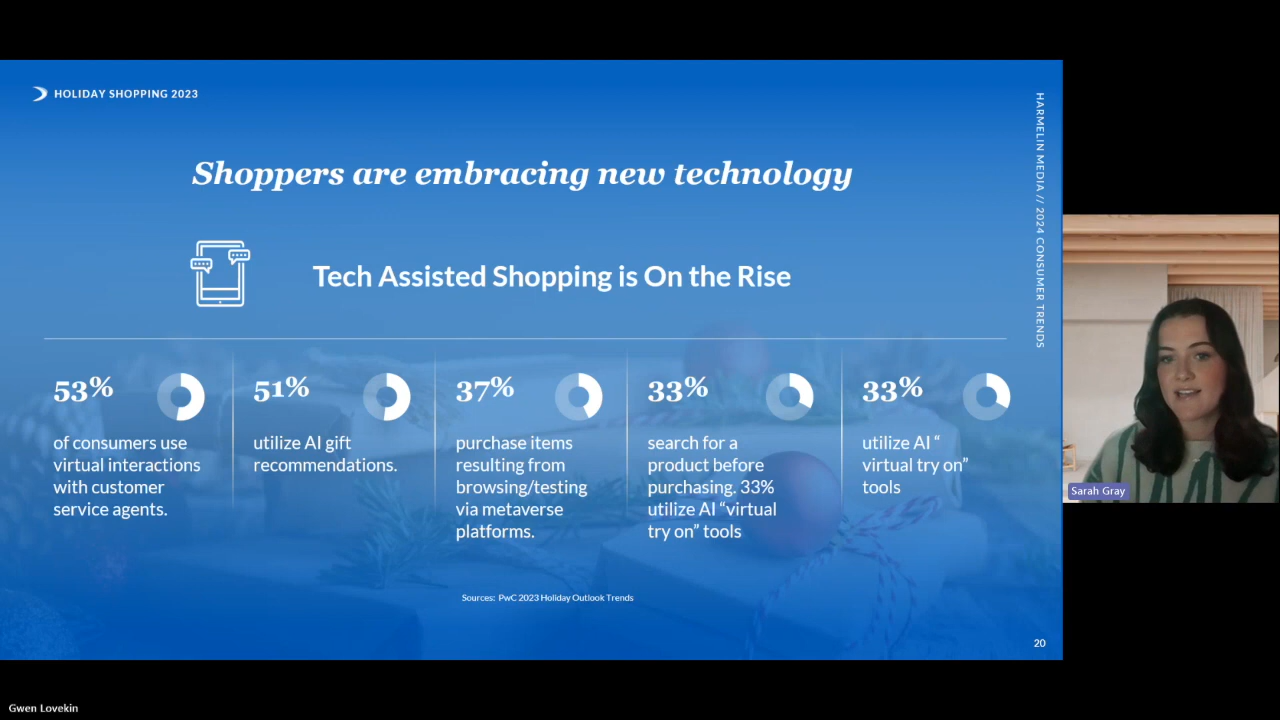 HOLIDAY SHOPPING 2023
HARMELIN MEDIA // 2024 CONSUMER TRENDS
Shoppers are embracing new technology
Tech Assisted Shopping is On the Rise
53%
of consumers use
virtual interactions
with customer
service agents.
51%
utilize AI gift
recommendations.
37%
purchase items
resulting from
browsing/testing
via metaverse
platforms.
33%
search for a
product before
purchasing. 33%
utilize AI “virtual
try on” tools
33%
utilize AI “
virtual try on”
tools
Sources: PwC 2023 Holiday Outlook Trends
20
Sarah Gray
Gwen Lovekin